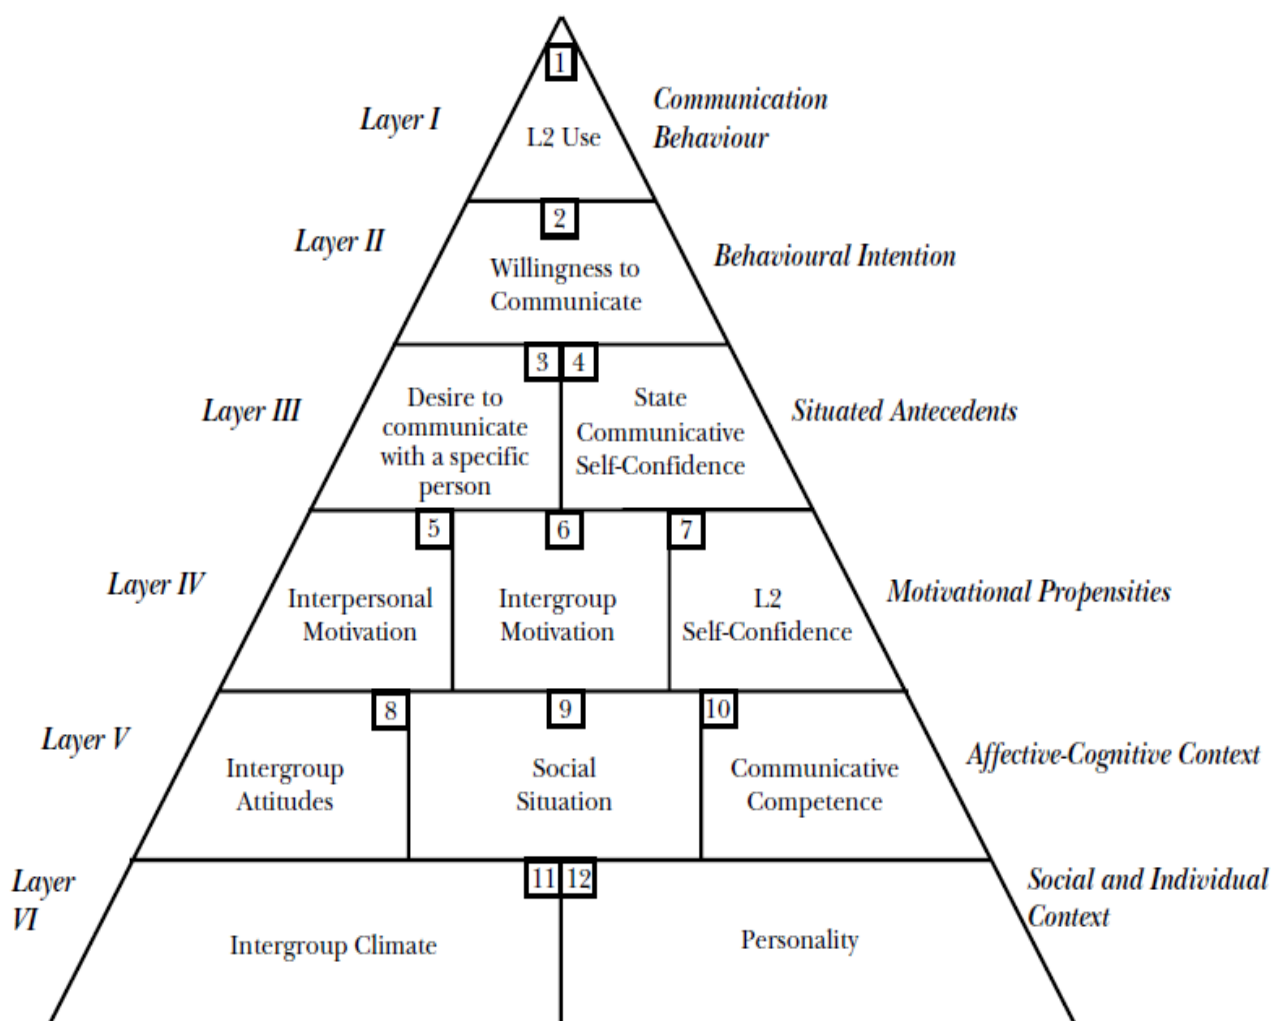 1
Layer I
L2 Use
Communication
Behaviour
2
Layer II
Willingness to
Communicate
Behavioural Intention
3
4
Layer III
Desire to
communicate
with a specific
person
State
Communicative
Self-Confidence
Situated Antecedents
5
6
7
Layer IV
Interpersonal
Motivation
Intergroup
Motivation
L2
Self-Confidence
Motivational Propensities
8
9
10
Layer V
Intergroup
Attitudes
Social
Situation
Communicative
Competence
Affective-Cognitive Context
11
12
Layer
VI
Intergroup Climate
Personality
Social and Individual
Context